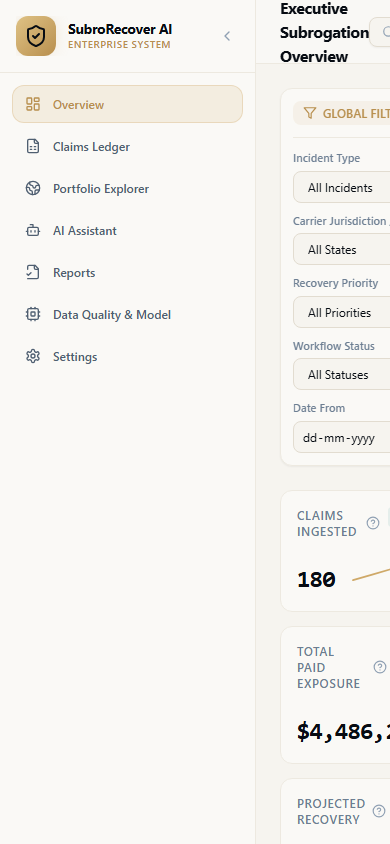 SubroRecover AI
ENTERPRISE SYSTEM
Overview
Claims Ledger
Portfolio Explorer
AI Assistant
Reports
Data Quality & Model
Settings
Executive
Subrogation
Overview
GLOBAL FILT
Incident Type
All Incidents
Carrier Jurisdiction
All States
Recovery Priority
All Priorities
Workflow Status
All Statuses
Date From
dd-mm-yyyy
CLAIMS
INGESTED
180
TOTAL
PAID
EXPOSURE
$4,486,2
PROJECTED
RECOVERY